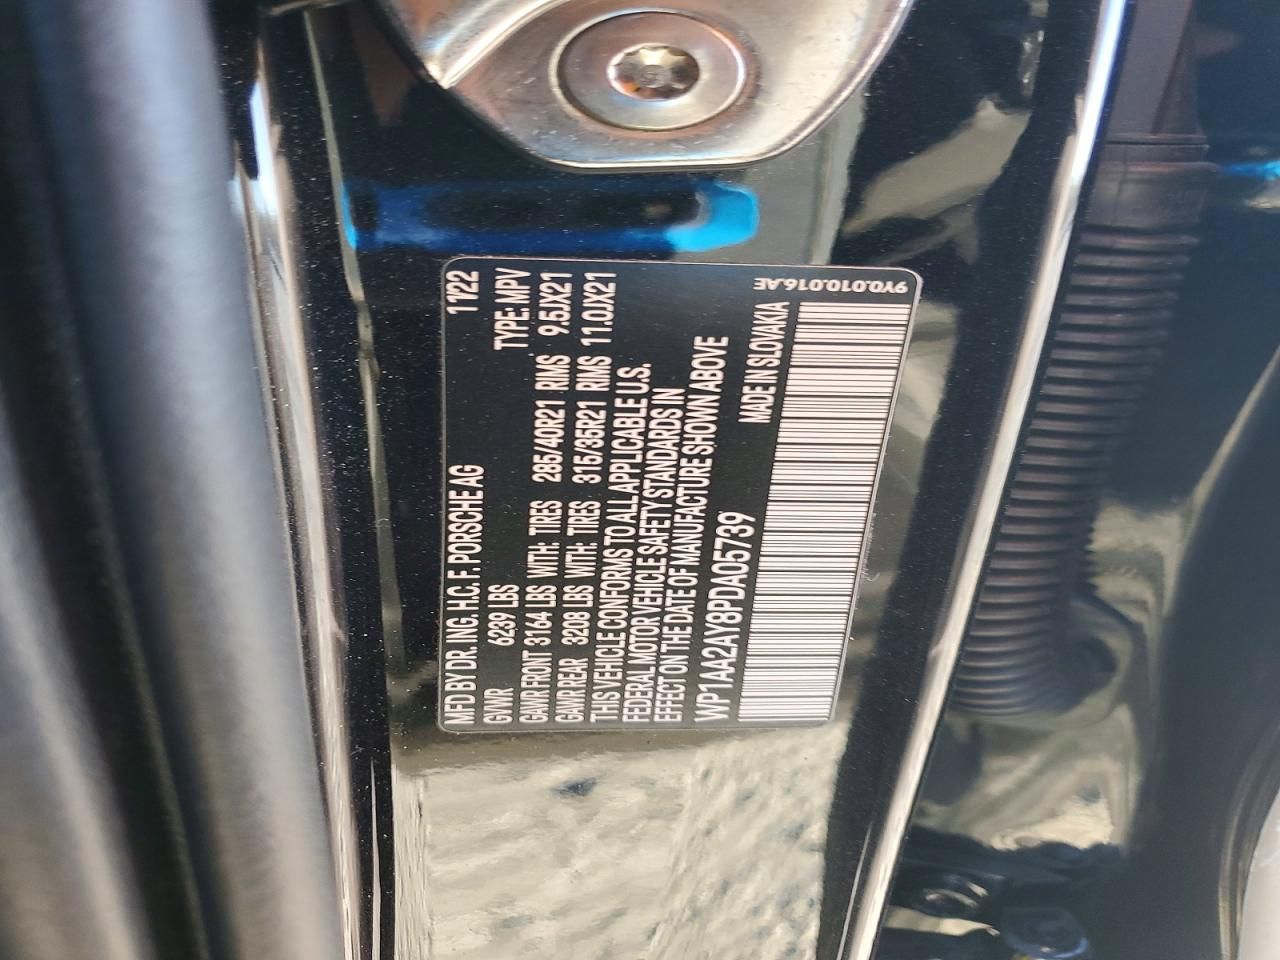 MFD BY DR. ING. H.C. F. PORSCHE AG 11/22
GVWR 6239 LBS TYPE: MPV
GAWR FRONT 3164 LBS WITH: TIRES 285/40R21 RIMS 9.5JX21
GAWR REAR 3208 LBS WITH: TIRES 315/35R21 RIMS 11.0JX21
THIS VEHICLE CONFORMS TO ALL APPLICABLE U.S.
FEDERAL MOTOR VEHICLE SAFETY STANDARDS IN
EFFECT ON THE DATE OF MANUFACTURE SHOWN ABOVE
WP1AA2AY8PDA05739
MADE IN SLOVAKIA
9Y0.010.016.AE